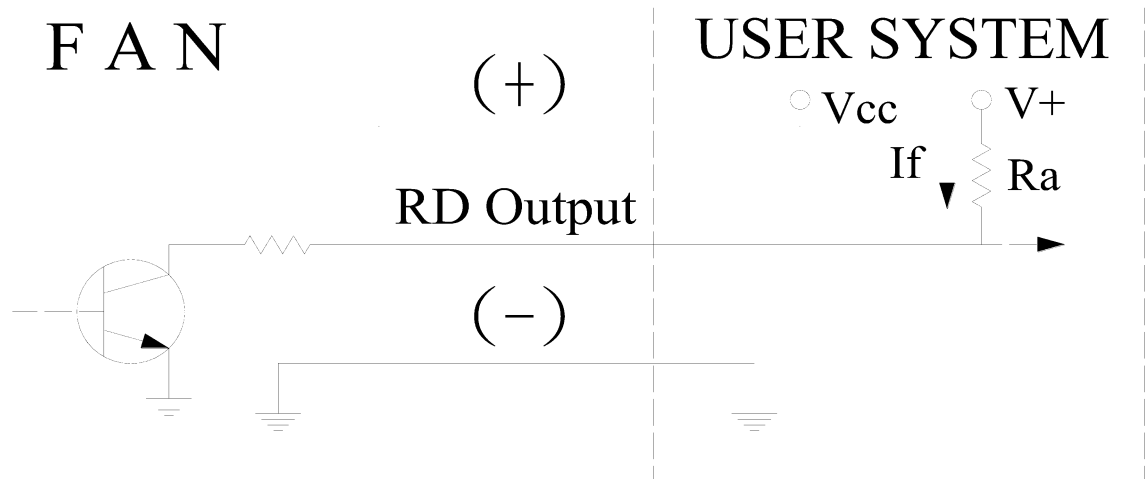 F A N
USER SYSTEM
(+)
Vcc
V+
If
Ra
RD Output
(-)